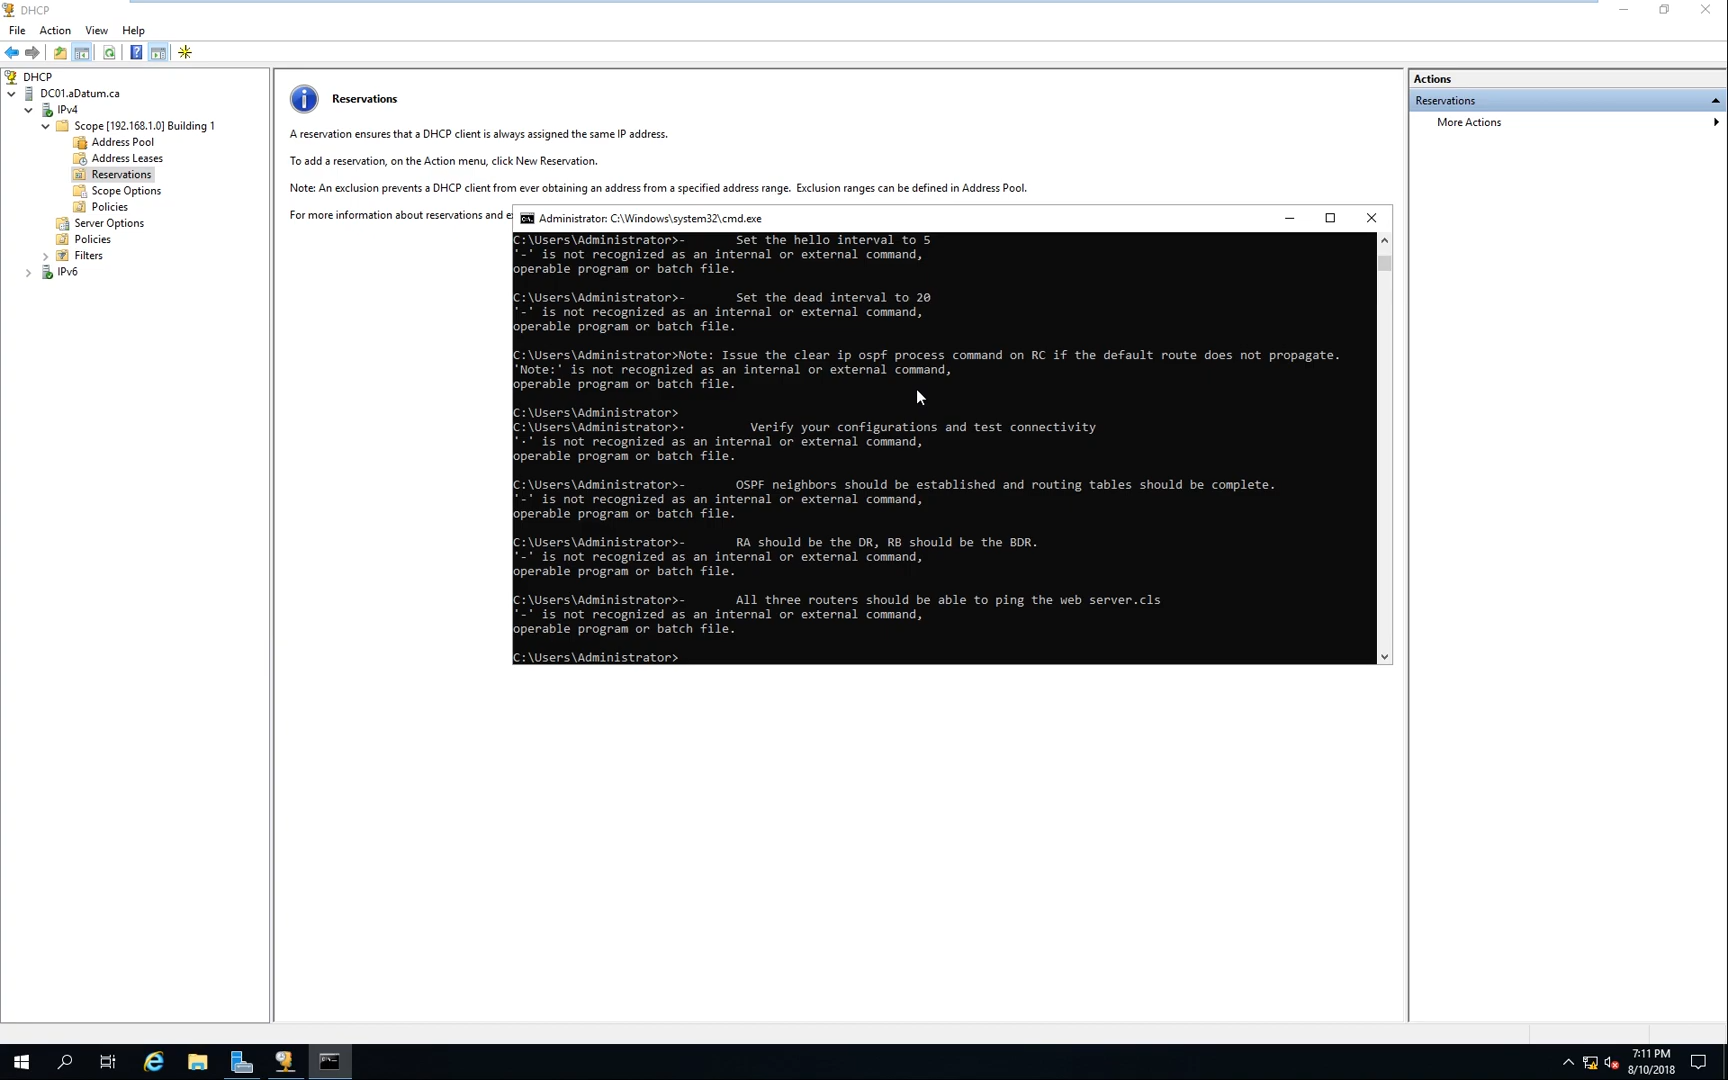 DHCP
File Action View Help
DHCP
DC01.aDatum.ca
IPv4
Scope [192.168.1.0] Building 1
Address Pool
Address Leases
Reservations
Scope Options
Policies
Server Options
Policies
Filters
IPv6
Reservations
A reservation ensures that a DHCP client is always assigned the same IP address.
To add a reservation, on the Action menu, click New Reservation.
Note: An exclusion prevents a DHCP client from ever obtaining an address from a specified address range. Exclusion ranges can be defined in Address Pool.
For more information about reservations and e
Administrator: C:\Windows\system32\cmd.exe
C:\Users\Administrator>- Set the hello interval to 5
'-' is not recognized as an internal or external command,
operable program or batch file.
C:\Users\Administrator>- Set the dead interval to 20
'-' is not recognized as an internal or external command,
operable program or batch file.
C:\Users\Administrator>Note: Issue the clear ip ospf process command on RC if the default route does not propagate.
'Note:' is not recognized as an internal or external command,
operable program or batch file.
C:\Users\Administrator>
C:\Users\Administrator>· Verify your configurations and test connectivity
'·' is not recognized as an internal or external command,
operable program or batch file.
C:\Users\Administrator>- OSPF neighbors should be established and routing tables should be complete.
'-' is not recognized as an internal or external command,
operable program or batch file.
C:\Users\Administrator>- RA should be the DR, RB should be the BDR.
'-' is not recognized as an internal or external command,
operable program or batch file.
C:\Users\Administrator>- All three routers should be able to ping the web server.cls
'-' is not recognized as an internal or external command,
operable program or batch file.
C:\Users\Administrator>
Actions
Reservations
More Actions
7:11 PM
8/10/2018